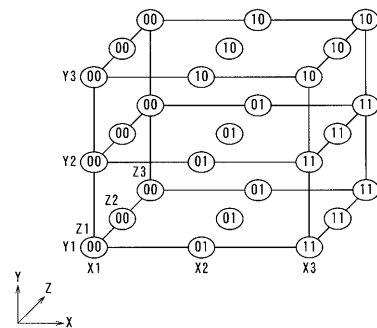 00 10 10
00 10 10
Y3 00 10 10
00 01 11
00 01 11
Y2 00 01 11
Z3 00 01 11
Z2 00 01 11
Z1
Y1 00 01 11
X1 X2 X3
Y
Z
X